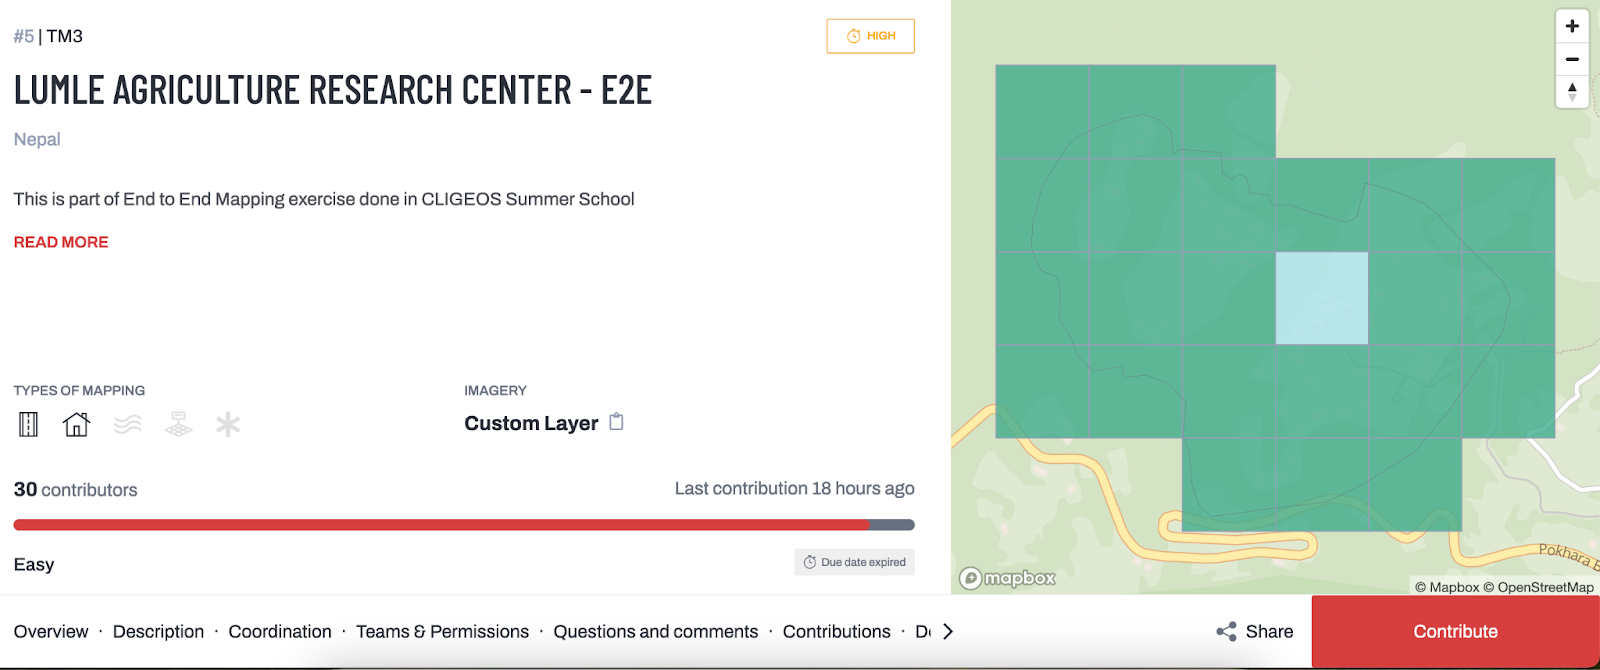 #5 | TM3
HIGH
LUMLE AGRICULTURE RESEARCH CENTER - E2E
Nepal
This is part of End to End Mapping exercise done in CLIGEOS Summer School
READ MORE
TYPES OF MAPPING
IMAGERY
Custom Layer
30 contributors
Last contribution 18 hours ago
Easy
Due date expired
Pokhara B
mapbox
© Mapbox © OpenStreetMap
Overview · Description · Coordination · Teams & Permissions · Questions and comments · Contributions ·
Share
Contribute